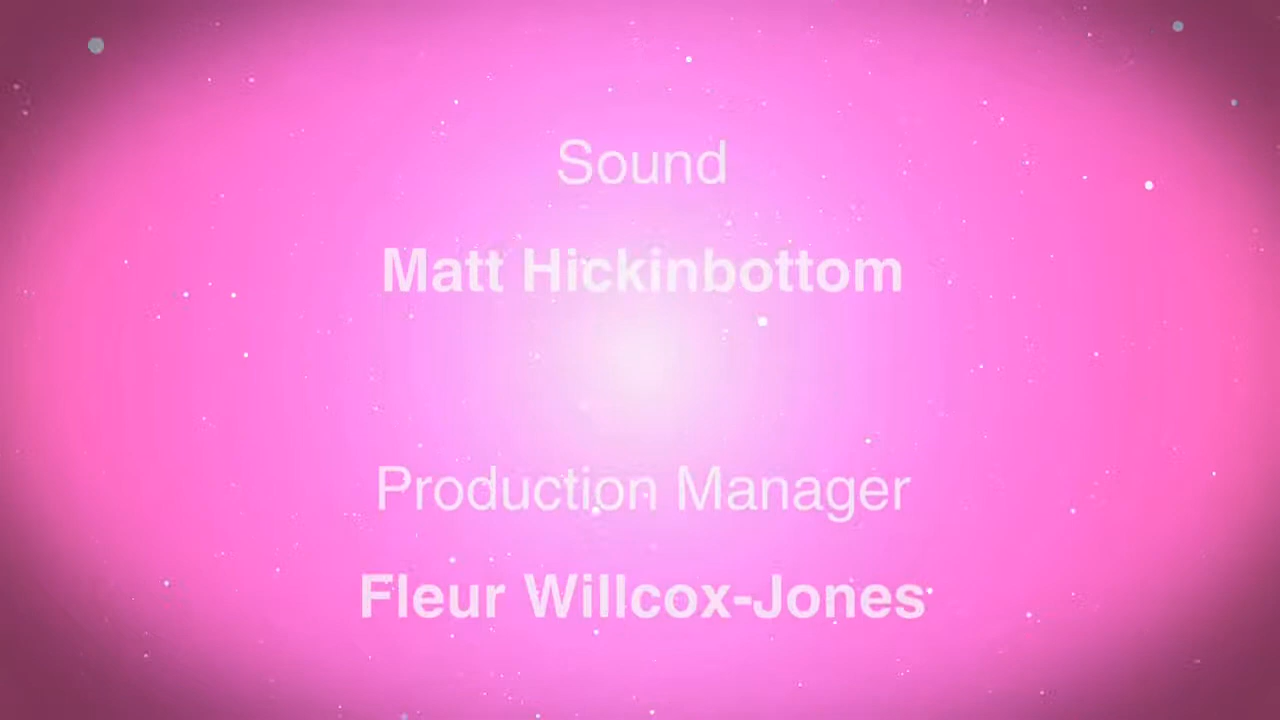 Sound
Matt Hickinbottom
Production Manager
Fleur Willcox-Jones